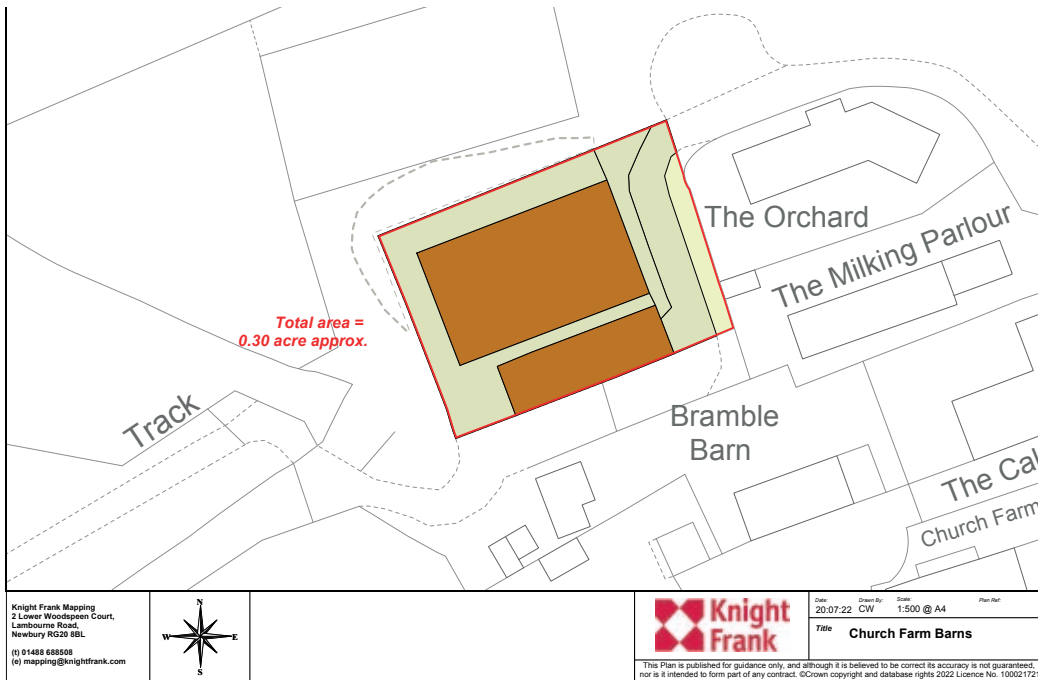 The Orchard
The Milking Parlour
Total area =
0.30 acre approx.
Track
Bramble
Barn
The Cal
Church Farm
Knight Frank Mapping
2 Lower Woodspeen Court,
Lambourne Road,
Newbury RG20 8BL
(t) 01488 688508
(e) mapping@knightfrank.com
N
W E
S
Knight
Frank
Date: Drawn By: Scale: Plan Ref:
20:07:22 CW 1:500 @ A4
Title Church Farm Barns
This Plan is published for guidance only, and although it is believed to be correct its accuracy is not guaranteed,
nor is it intended to form part of any contract. ©Crown copyright and database rights 2022 Licence No. 100021721